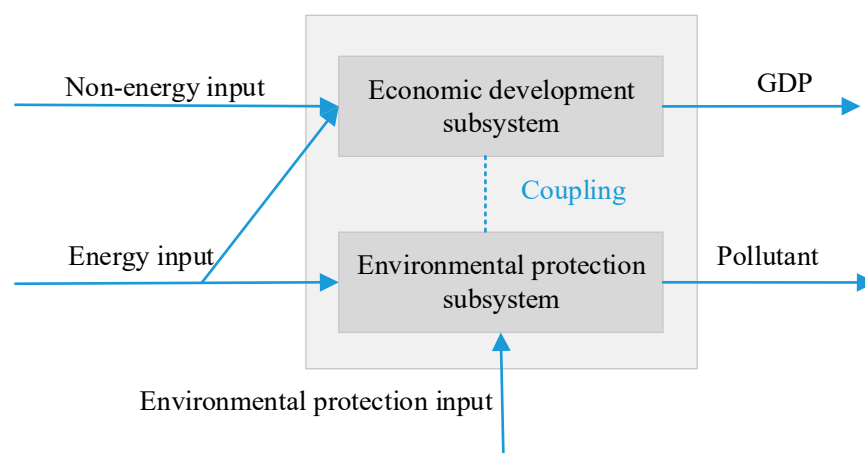 Non-energy input
Economic development
subsystem
GDP
Coupling
Energy input
Environmental protection
subsystem
Pollutant
Environmental protection input